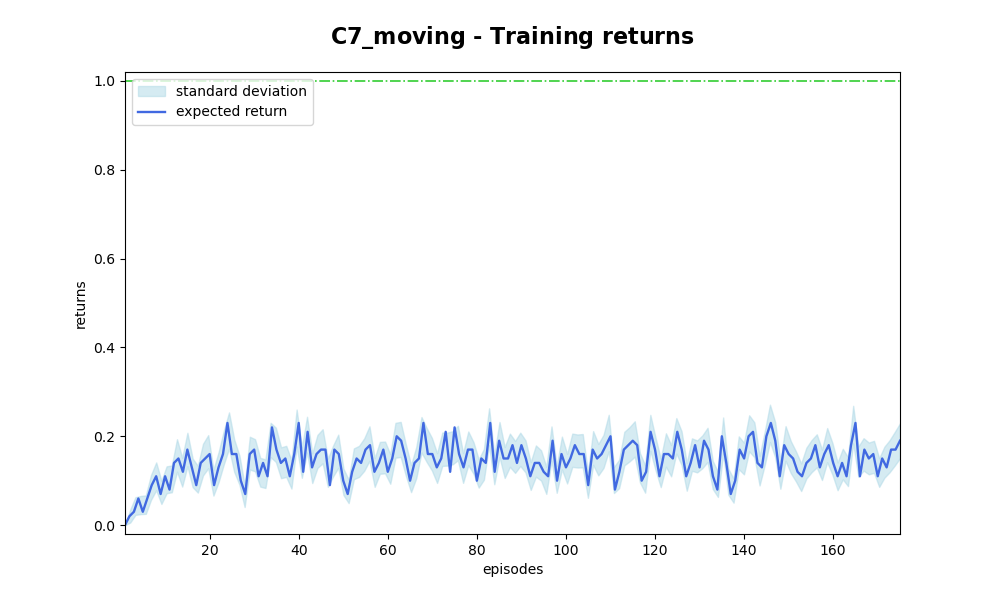 C7_moving - Training returns
1.0
0.8
0.6
0.4
0.2
0.0
returns
standard deviation
expected return
20 40 60 80 100 120 140 160
episodes